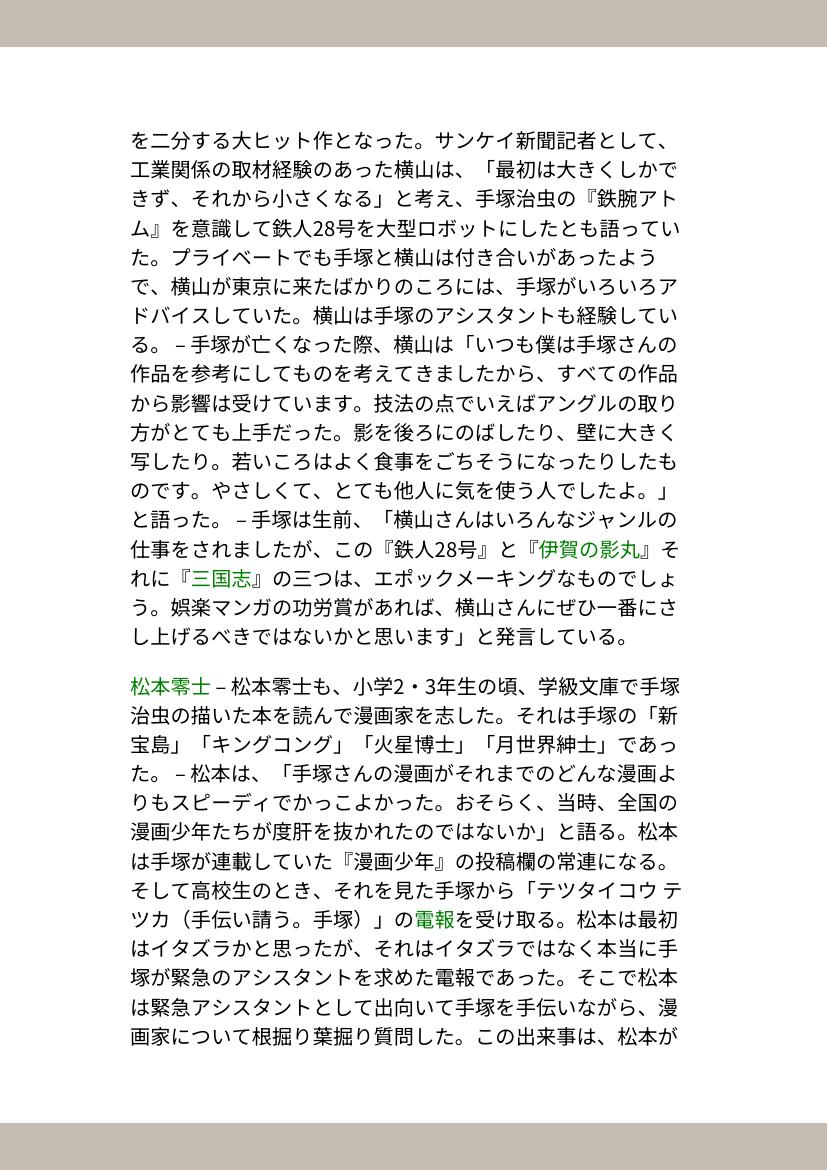 を二分する大ヒット作となった。サンケイ新聞記者として、
工業関係の取材経験のあった横山は、「最初は大きくしかで
きず、それから小さくなる」と考え、手塚治虫の『鉄腕アト
ム』を意識して鉄人28号を大型ロボットにしたとも語ってい
た。プライベートでも手塚と横山は付き合いがあったよう
で、横山が東京に来たばかりのころには、手塚がいろいろア
ドバイスしていた。横山は手塚のアシスタントも経験してい
る。 – 手塚が亡くなった際、横山は「いつも僕は手塚さんの
作品を参考にしてものを考えてきましたから、すべての作品
から影響は受けています。技法の点でいえばアングルの取り
方がとても上手だった。影を後ろにのばしたり、壁に大きく
写したり。若いころはよく食事をごちそうになったりしたも
のです。やさしくて、とても他人に気を使う人でしたよ。」
と語った。 – 手塚は生前、「横山さんはいろんなジャンルの
仕事をされましたが、この『鉄人28号』と『伊賀の影丸』そ
れに『三国志』の三つは、エポックメーキングなものでしょ
う。娯楽マンガの功労賞があれば、横山さんにぜひ一番にさ
し上げるべきではないかと思います」と発言している。
松本零士 – 松本零士も、小学2・3年生の頃、学級文庫で手塚
治虫の描いた本を読んで漫画家を志した。それは手塚の「新
宝島」「キングコング」「火星博士」「月世界紳士」であっ
た。 – 松本は、「手塚さんの漫画がそれまでのどんな漫画よ
りもスピーディでかっこよかった。おそらく、当時、全国の
漫画少年たちが度肝を抜かれたのではないか」と語る。松本
は手塚が連載していた『漫画少年』の投稿欄の常連になる。
そして高校生のとき、それを見た手塚から「テツタイコウ テ
ツカ（手伝い請う。手塚）」の電報を受け取る。松本は最初
はイタズラかと思ったが、それはイタズラではなく本当に手
塚が緊急のアシスタントを求めた電報であった。そこで松本
は緊急アシスタントとして出向いて手塚を手伝いながら、漫
画家について根掘り葉掘り質問した。この出来事は、松本が